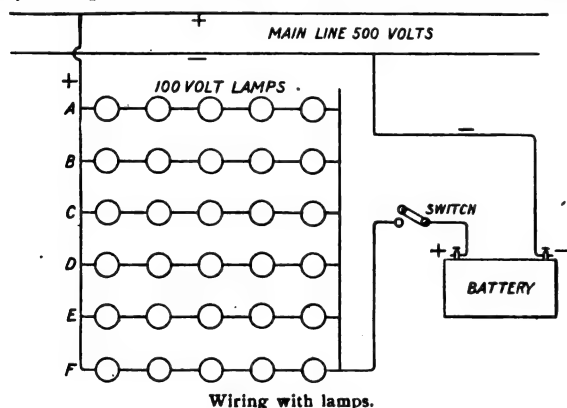 +
MAIN LINE 500 VOLTS
−
+
100 VOLT LAMPS
A
B
−
C
SWITCH
D
+ −
BATTERY
E
F
Wiring with lamps.